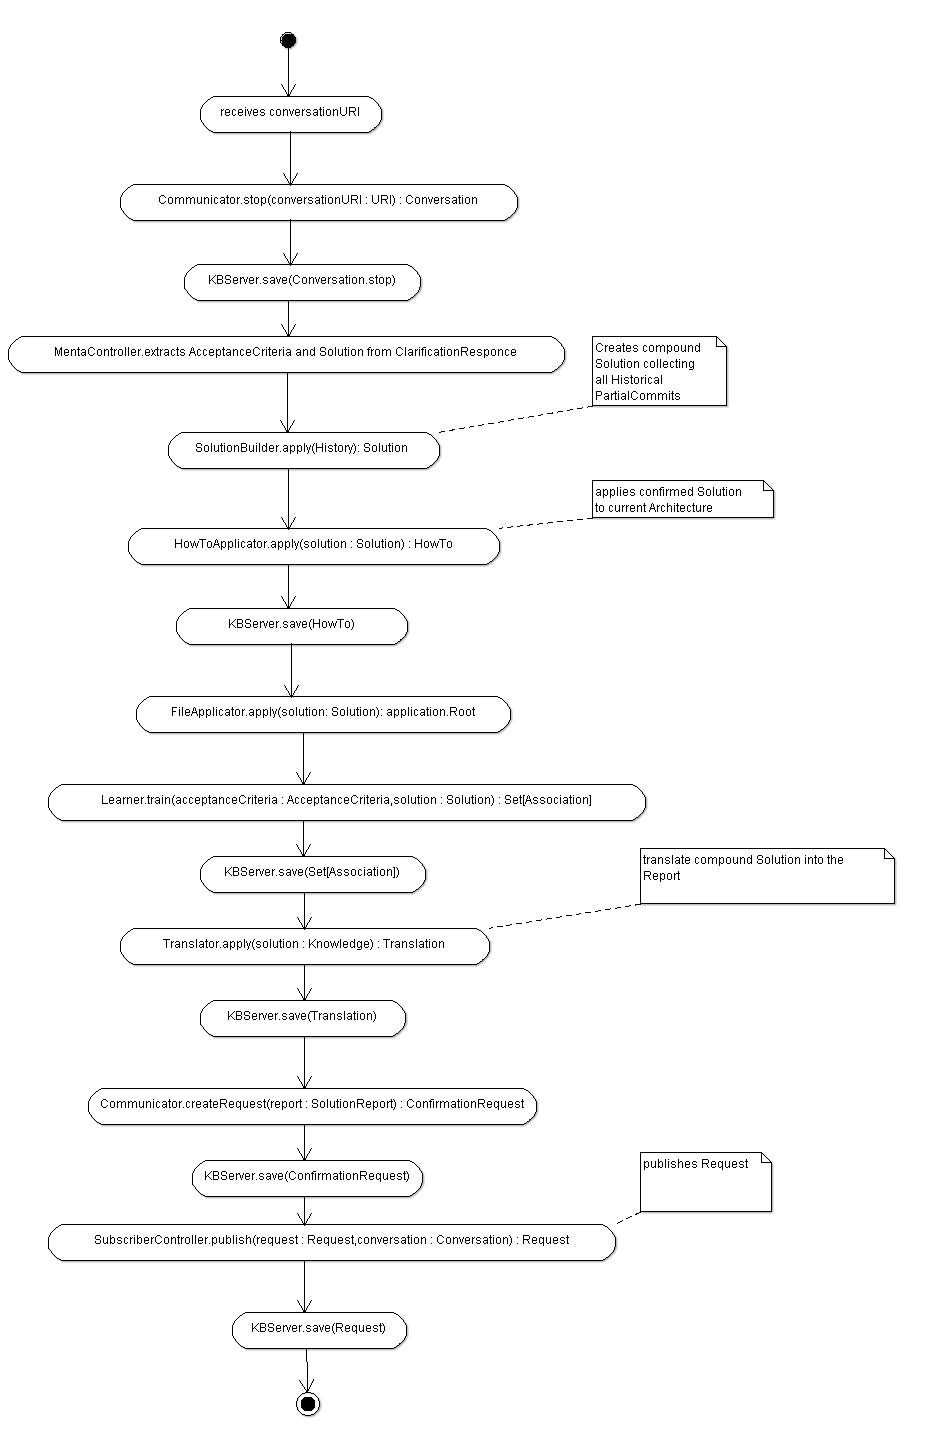 receives conversationURI
Communicator.stop(conversationURI : URI) : Conversation
KBServer.save(Conversation.stop)
MentaController.extracts AcceptanceCriteria and Solution from ClarificationResponce
Creates compound
Solution collecting
all Historical
PartialCommits
SolutionBuilder.apply(History): Solution
applies confirmed Solution
to current Architecture
HowToApplicator.apply(solution : Solution) : HowTo
KBServer.save(HowTo)
FileApplicator.apply(solution: Solution): application.Root
Learner.train(acceptanceCriteria : AcceptanceCriteria,solution : Solution) : Set[Association]
KBServer.save(Set[Association])
translate compound Solution into the
Report
Translator.apply(solution : Knowledge) : Translation
KBServer.save(Translation)
Communicator.createRequest(report : SolutionReport) : ConfirmationRequest
KBServer.save(ConfirmationRequest)
publishes Request
SubscriberController.publish(request : Request,conversation : Conversation) : Request
KBServer.save(Request)